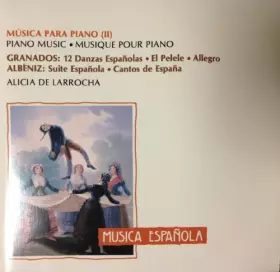 MÚSICA PARA PIANO (II)
PIANO MUSIC • MUSIQUE POUR PIANO
GRANADOS: 12 Danzas Españolas • El Pelele • Allegro
ALBÉNIZ: Suite Española • Cantos de España
ALICIA DE LARROCHA
MUSICA ESPAÑOLA